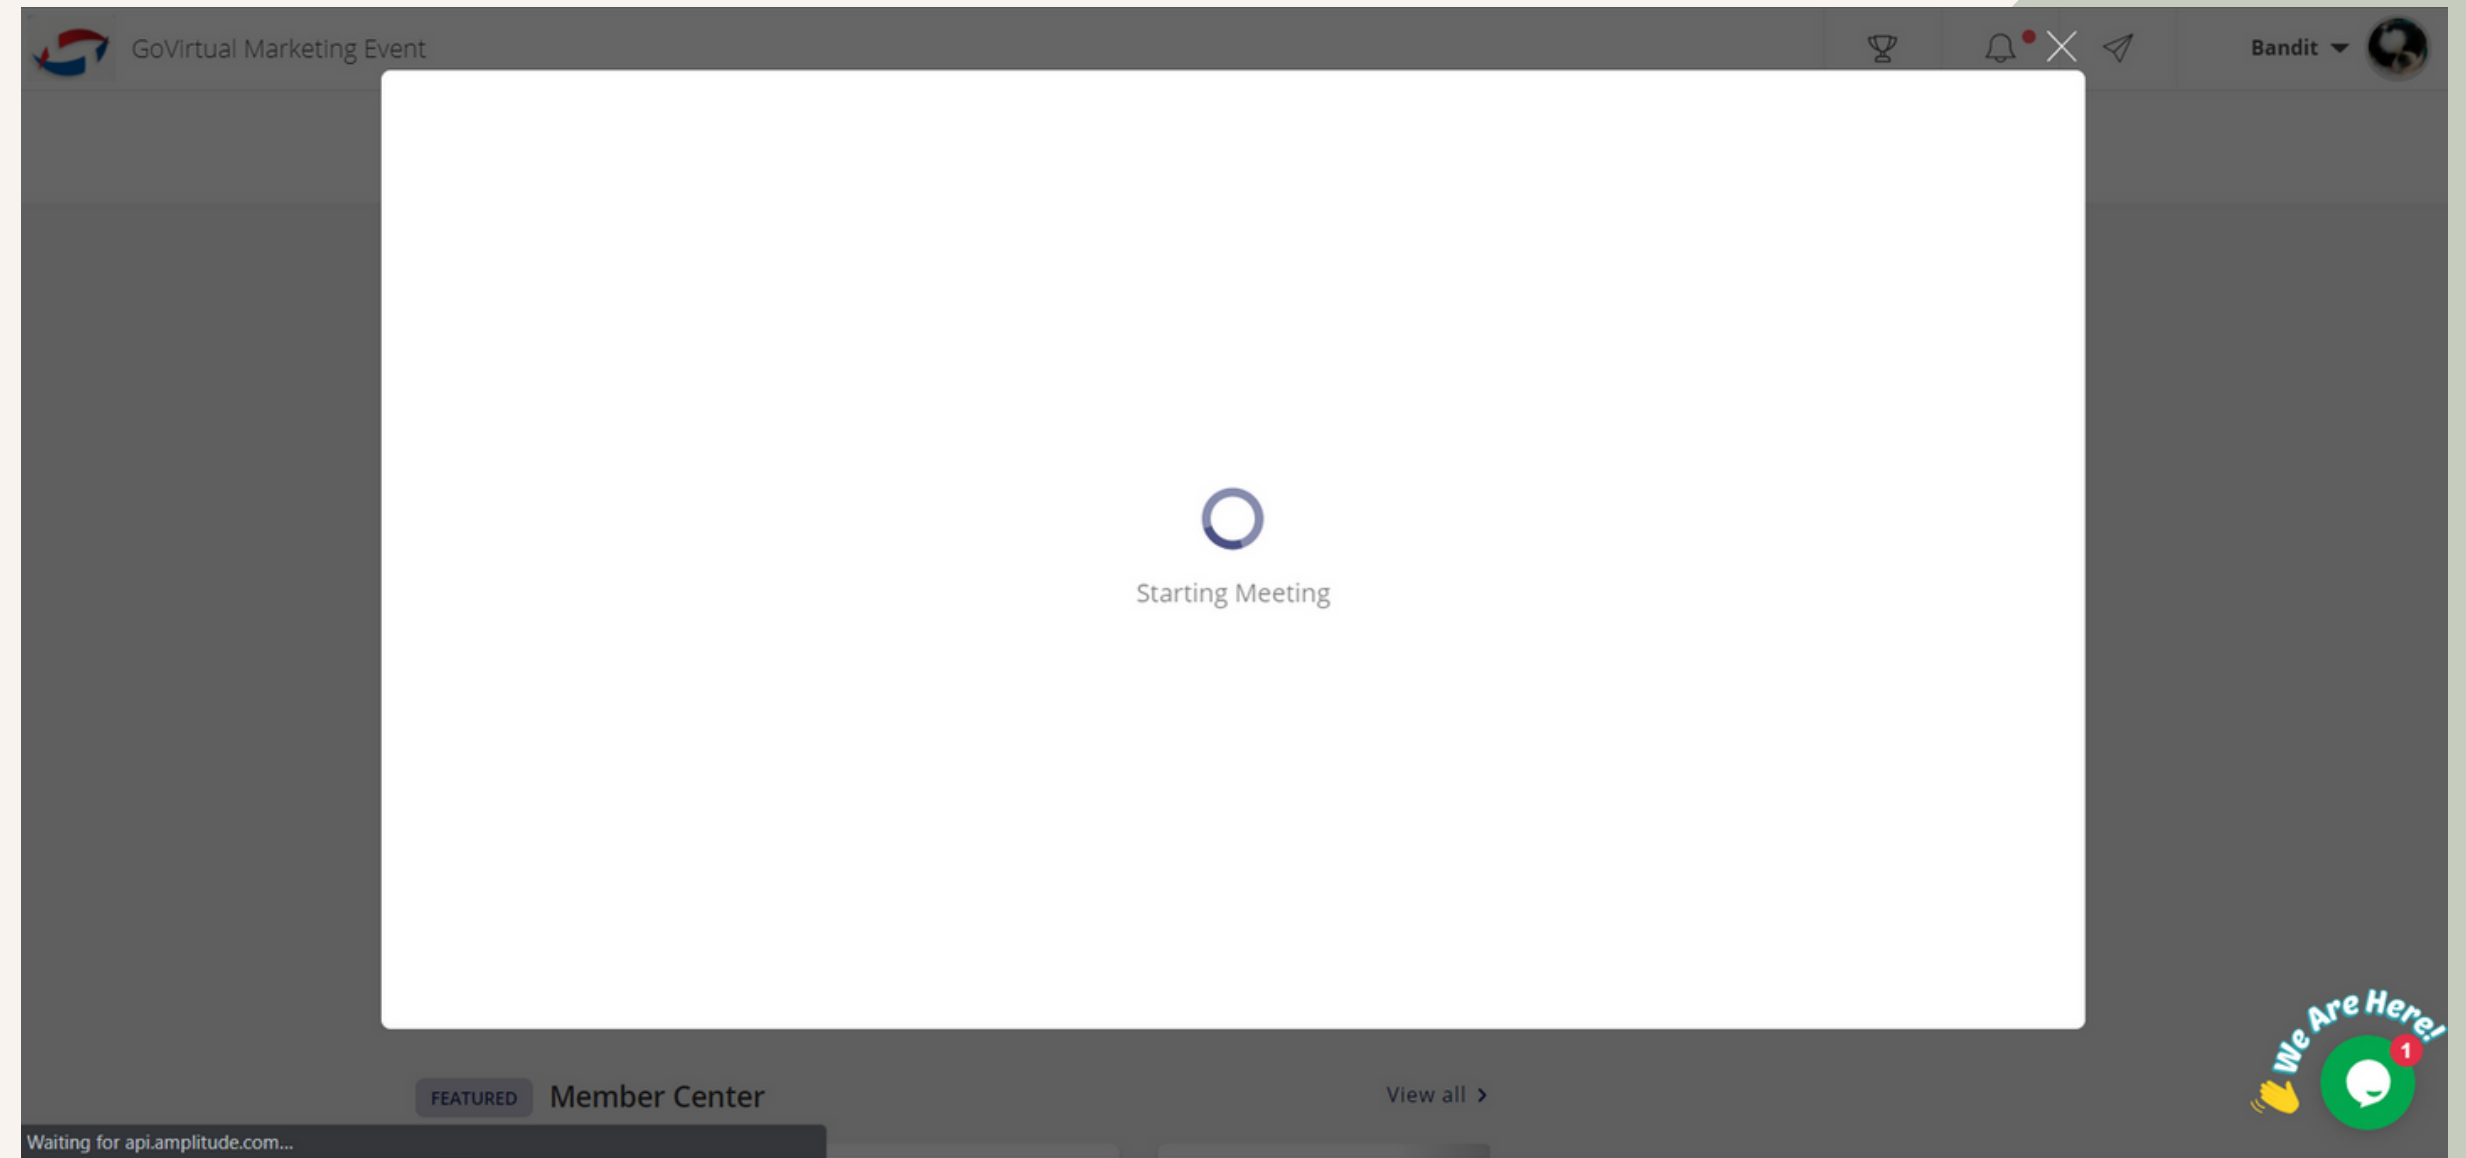 GoVirtual Marketing Event
Bandit
Starting Meeting
We Are Here!
1
FEATURED Member Center
View all >
Waiting for api.amplitude.com...